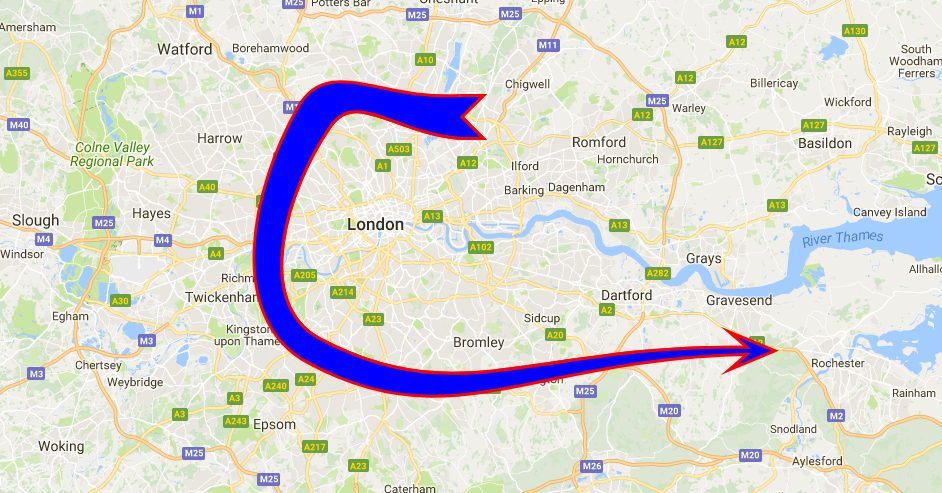 M1
M25
Potters Bar
Cheshunt
M25
M25
Epping
Amersham
A130
Watford
Borehamwood
M11
A12
South
Woodham
Ferrers
A355
A10
A12
Chigwell
Billericay
M25
Wickford
M40
Harrow
Warley
A12
A127
Rayleigh
Colne Valley
Regional Park
A503
A1
A12
Romford
A127
Basildon
A127
Hornchurch
Ilford
A40
Barking
Dagenham
Slough
M25
Hayes
London
A13
A13
A13
Canvey Island
M4
M4
A4
A102
River Thames
Windsor
Grays
A205
A282
Twickenham
A214
Dartford
Gravesend
A30
Egham
A2
A23
Sidcup
Kingston
upon Thames
M3
A20
Bromley
Chertsey
Rochester
M3
Weybridge
A240
A24
M25
Rainham
A3
A3
A243
Epsom
M20
M2
Snodland
Woking
A217
M25
A23
M26
M20
Aylesford
M25
Caterham